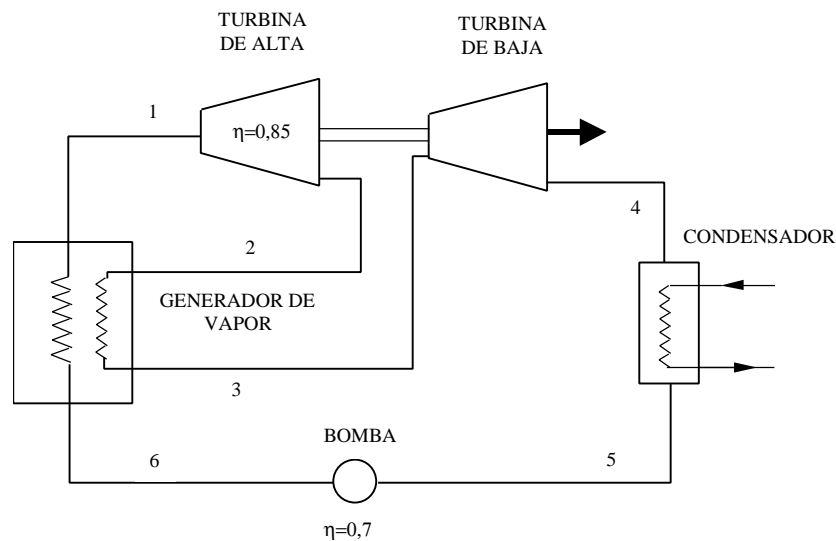 TURBINA
DE ALTA
TURBINA
DE BAJA
1
η=0,85
4
CONDENSADOR
2
GENERADOR DE
VAPOR
3
BOMBA
6
5
η=0,7